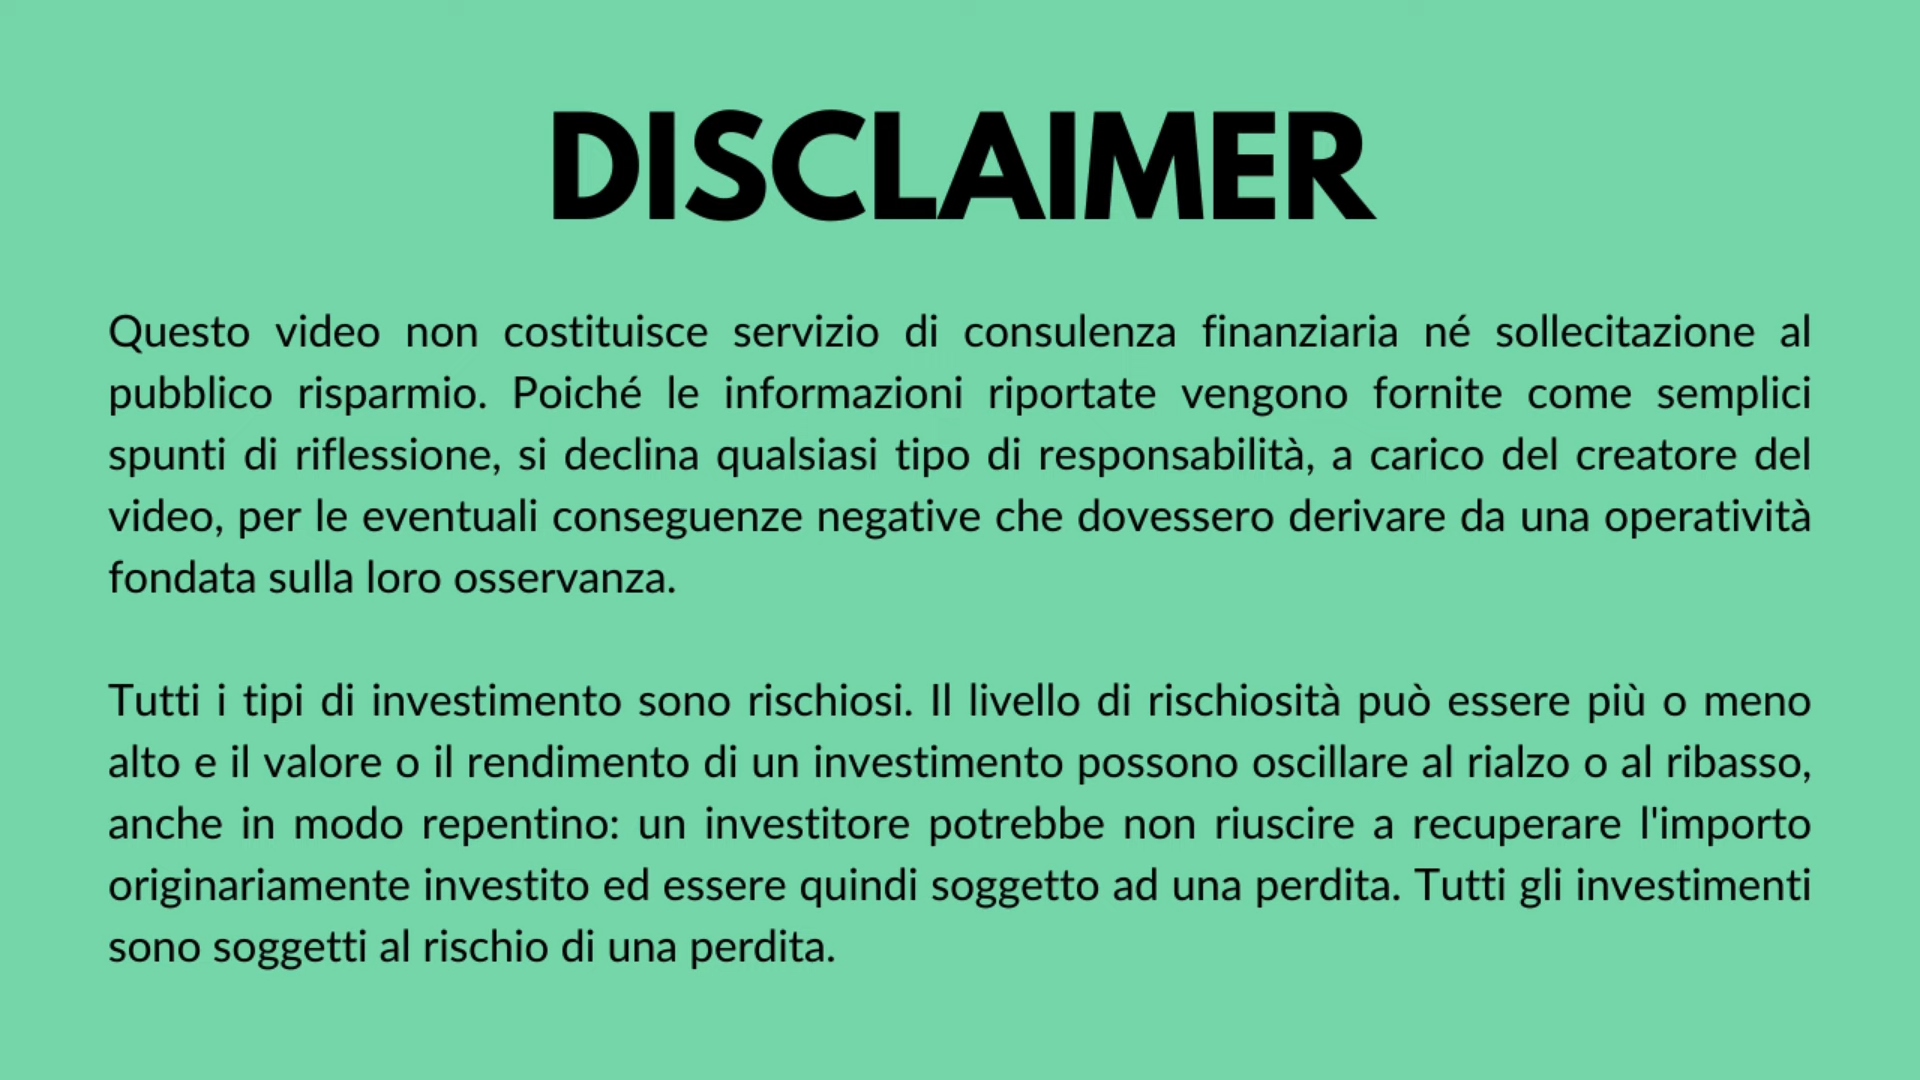 DISCLAIMER
Questo video non costituisce servizio di consulenza finanziaria né sollecitazione al
pubblico risparmio. Poiché le informazioni riportate vengono fornite come semplici
spunti di riflessione, si declina qualsiasi tipo di responsabilità, a carico del creatore del
video, per le eventuali conseguenze negative che dovessero derivare da una operatività
fondata sulla loro osservanza.
Tutti i tipi di investimento sono rischiosi. Il livello di rischiosità può essere più o meno
alto e il valore o il rendimento di un investimento possono oscillare al rialzo o al ribasso,
anche in modo repentino: un investitore potrebbe non riuscire a recuperare l'importo
originariamente investito ed essere quindi soggetto ad una perdita. Tutti gli investimenti
sono soggetti al rischio di una perdita.